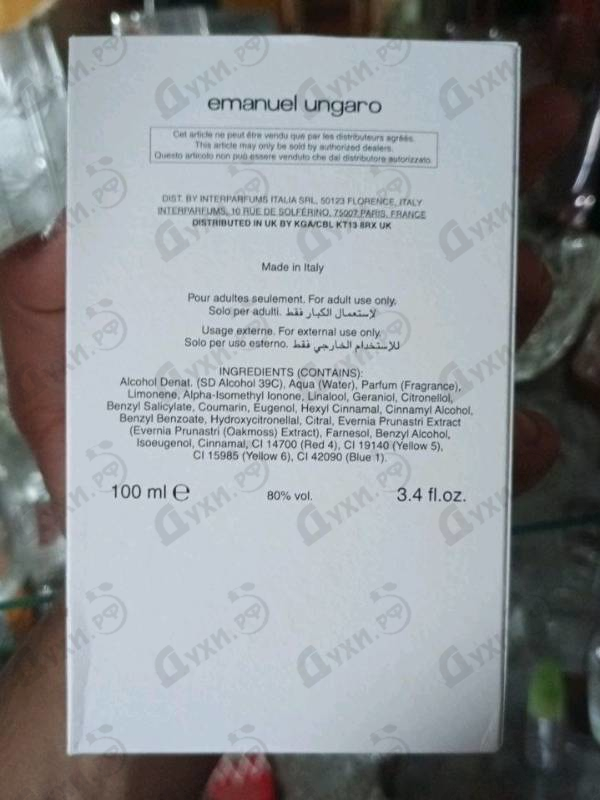 emanuel ungaro
Cet article ne peut être vendu que par les distributeurs agréés.
This article may only be sold by authorized dealers.
Questo articolo non può essere venduto che dal distributore autorizzato.
DIST. BY INTERPARFUMS ITALIA SRL, 50123 FLORENCE, ITALY
INTERPARFUMS, 10 RUE DE SOLFÉRINO, 75007 PARIS, FRANCE
DISTRIBUTED IN UK BY KGA/CBL KT13 8RX UK
Made in Italy
Pour adultes seulement. For adult use only.
Solo per adulti. لإستعمال الكبار فقط
Usage externe. For external use only.
Solo per uso esterno. للإستخدام الخارجي فقط
INGREDIENTS (CONTAINS):
Alcohol Denat. (SD Alcohol 39C), Aqua (Water), Parfum (Fragrance),
Limonene, Alpha-Isomethyl Ionone, Linalool, Geraniol, Citronellol,
Benzyl Salicylate, Coumarin, Eugenol, Hexyl Cinnamal, Cinnamyl Alcohol,
Benzyl Benzoate, Hydroxycitronellal, Citral, Evernia Prunastri Extract
(Evernia Prunastri (Oakmoss) Extract), Farnesol, Benzyl Alcohol,
Isoeugenol, Cinnamal, CI 14700 (Red 4), CI 19140 (Yellow 5),
CI 15985 (Yellow 6), CI 42090 (Blue 1).
100 ml e 80% vol. 3.4 fl.oz.
Духи.рф